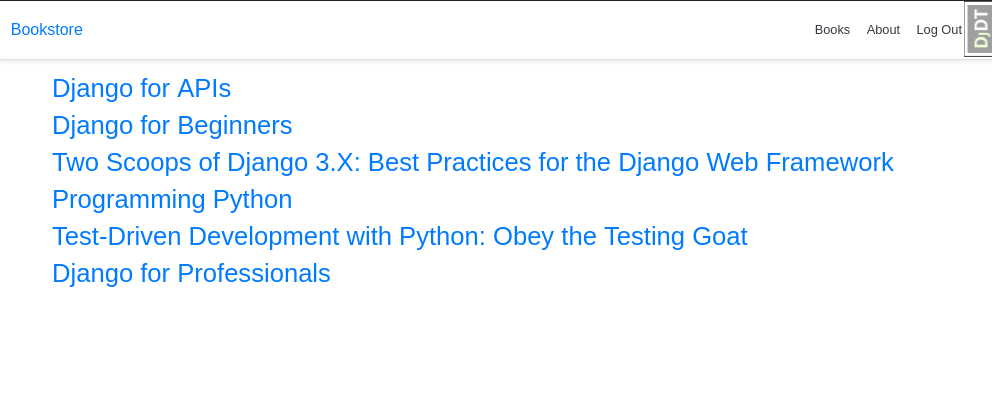 Bookstore
Books About Log Out
DjDT
Django for APIs
Django for Beginners
Two Scoops of Django 3.X: Best Practices for the Django Web Framework
Programming Python
Test-Driven Development with Python: Obey the Testing Goat
Django for Professionals